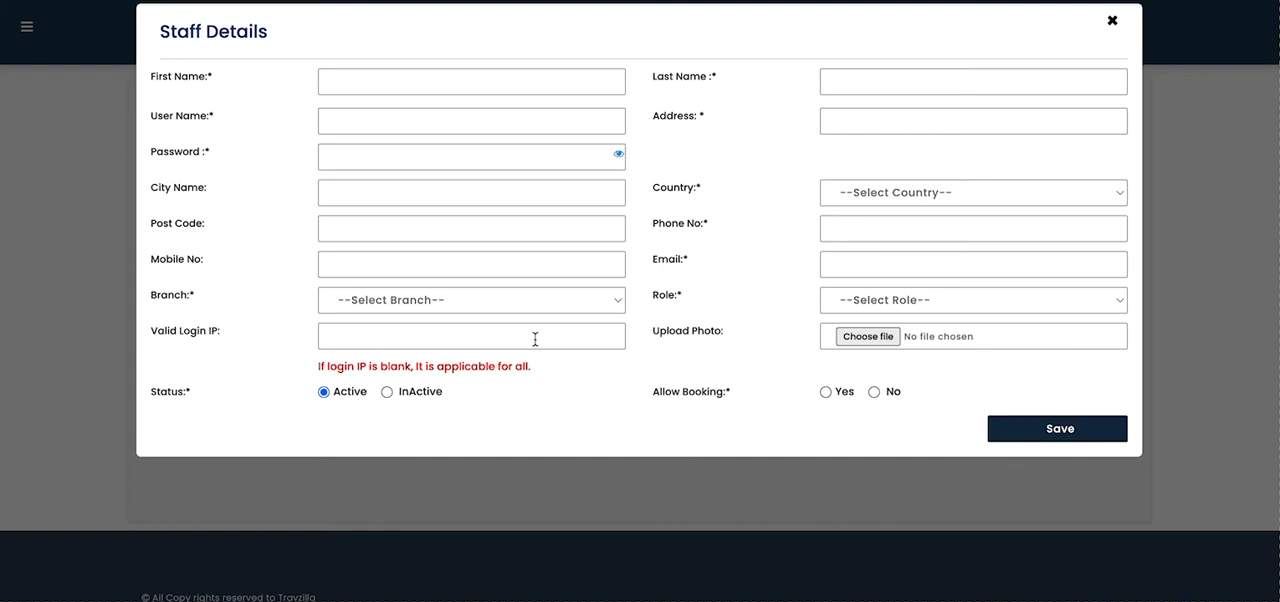 Staff Details ✖
First Name:* Last Name :*
User Name:* Address: *
Password :*
City Name: Country:* --Select Country--
Post Code: Phone No:*
Mobile No: Email:*
Branch:* --Select Branch-- Role:* --Select Role--
Valid Login IP: Upload Photo: Choose file No file chosen
If login IP is blank, It is applicable for all.
Status:* Active InActive Allow Booking:* Yes No
Save
© All Copy rights reserved to Travzilla